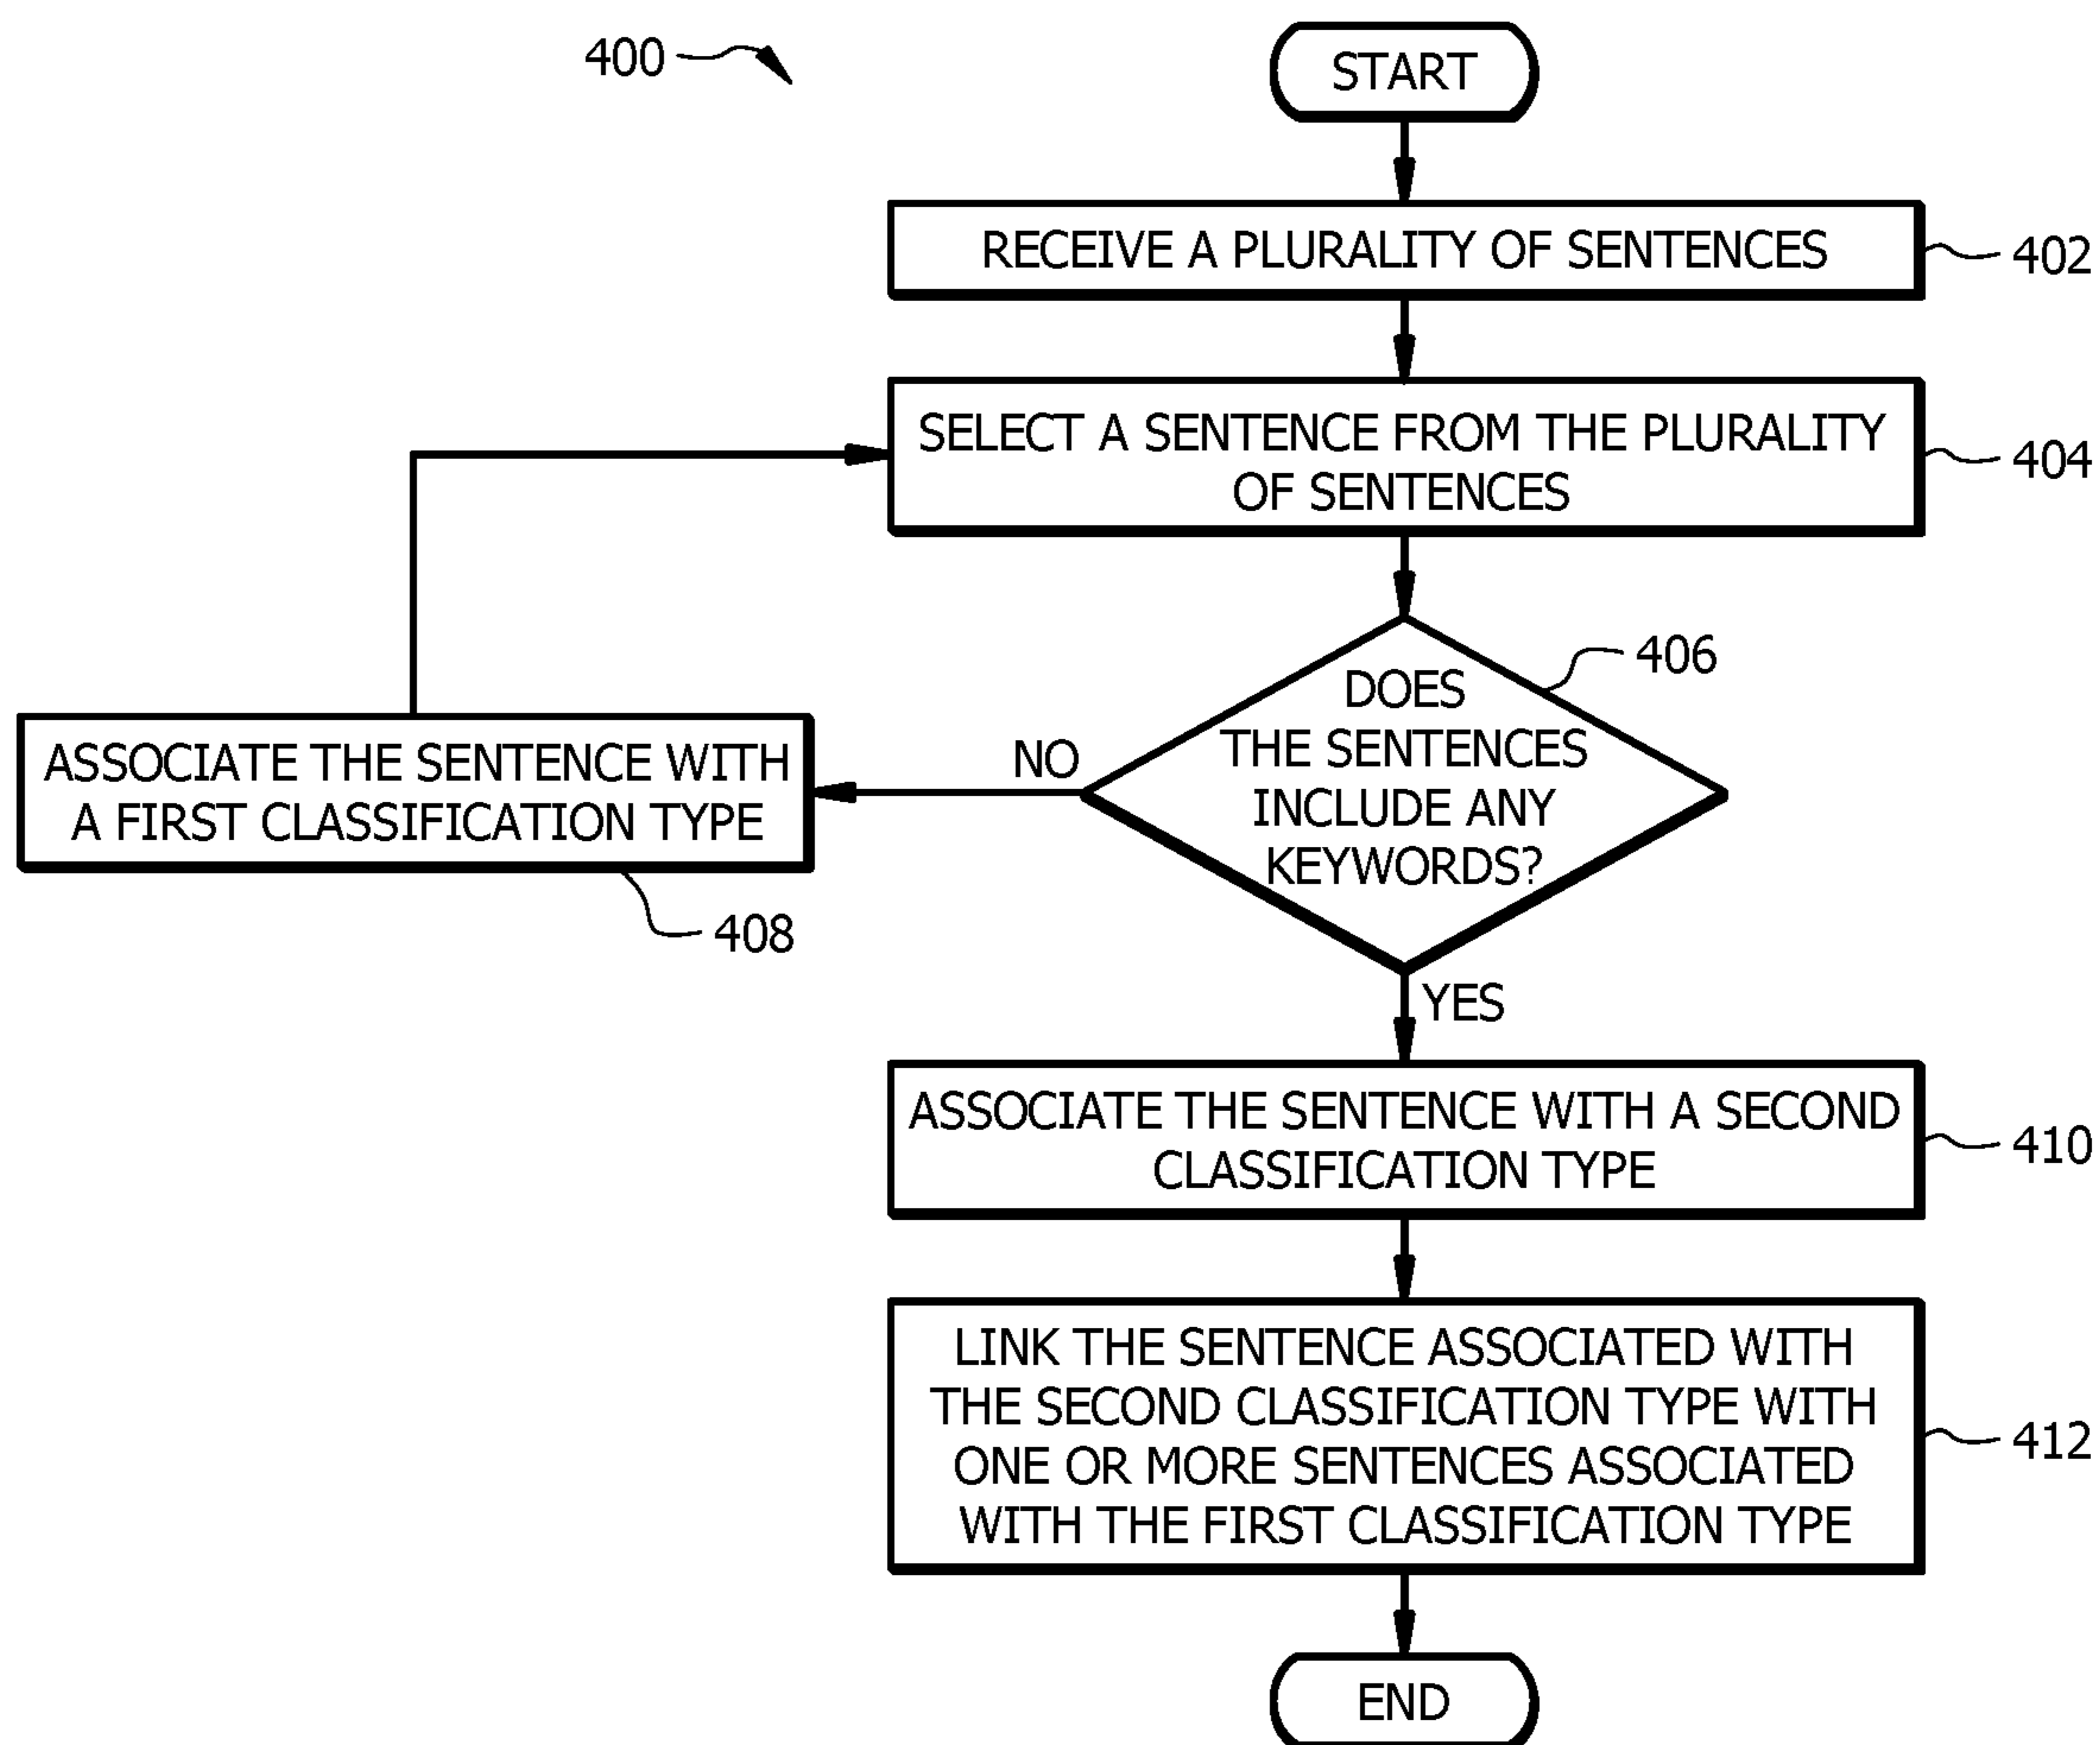 400
START
RECEIVE A PLURALITY OF SENTENCES
402
SELECT A SENTENCE FROM THE PLURALITY
OF SENTENCES
404
406
DOES
THE SENTENCES
INCLUDE ANY
KEYWORDS?
NO
ASSOCIATE THE SENTENCE WITH
A FIRST CLASSIFICATION TYPE
408
YES
ASSOCIATE THE SENTENCE WITH A SECOND
CLASSIFICATION TYPE
410
LINK THE SENTENCE ASSOCIATED WITH
THE SECOND CLASSIFICATION TYPE WITH
ONE OR MORE SENTENCES ASSOCIATED
WITH THE FIRST CLASSIFICATION TYPE
412
END